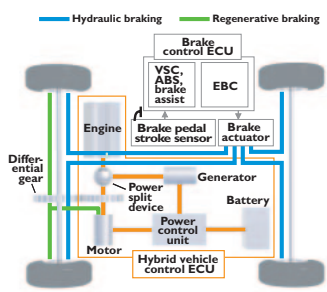 Hydraulic braking
Regenerative braking
Brake
control ECU
VSC,
ABS,
brake
assist
EBC
Engine
Brake pedal
stroke sensor
Brake
actuator
Differ-
ential
gear
Power
split
device
Generator
Battery
Power
control
unit
Motor
Hybrid vehicle
control ECU